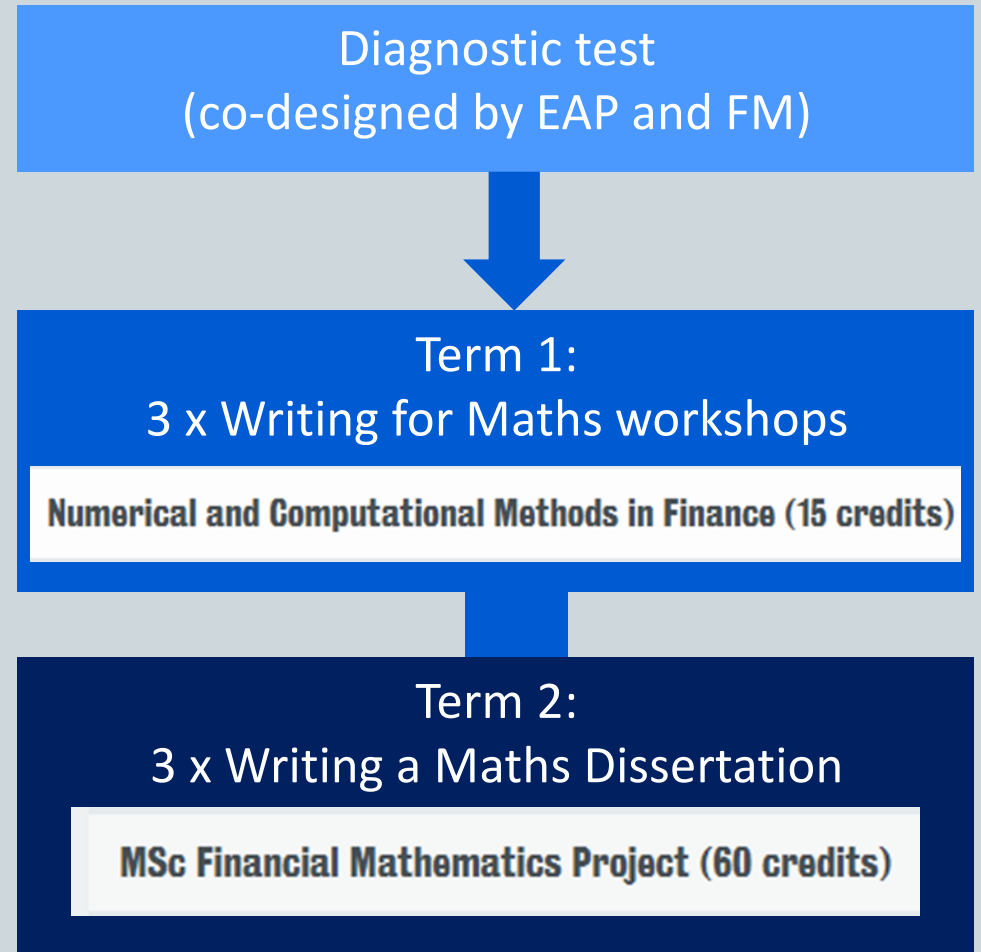 Diagnostic test
(co-designed by EAP and FM)
Term 1:
3 x Writing for Maths workshops
Numerical and Computational Methods in Finance (15 credits)
Term 2:
3 x Writing a Maths Dissertation
MSc Financial Mathematics Project (60 credits)